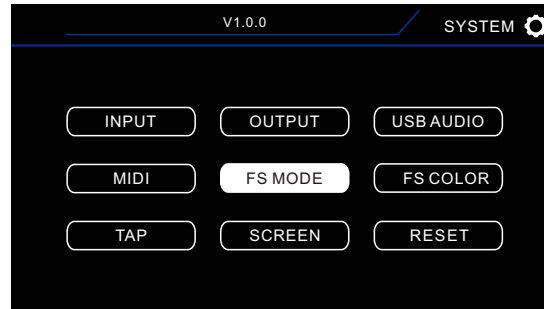 V1.0.0
SYSTEM
INPUT OUTPUT USB AUDIO
MIDI FS MODE FS COLOR
TAP SCREEN RESET